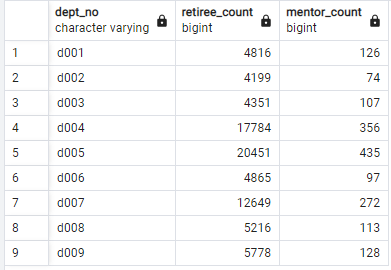 dept_no retiree_count mentor_count
character varying bigint bigint
1 d001 4816 126
2 d002 4199 74
3 d003 4351 107
4 d004 17784 356
5 d005 20451 435
6 d006 4865 97
7 d007 12649 272
8 d008 5216 113
9 d009 5778 128